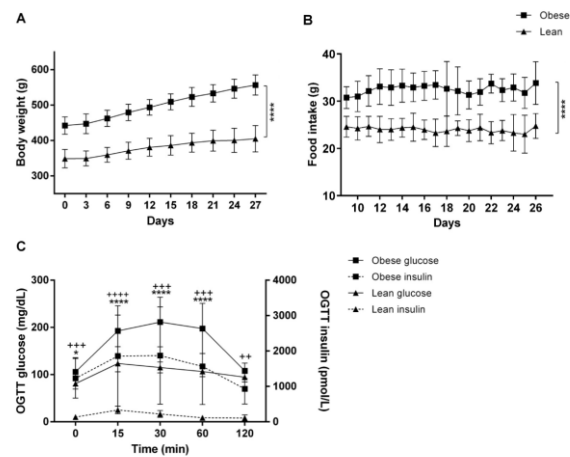 A
Body weight (g)
600
500
400
300
0 3 6 9 12 15 18 21 24 27
Days
****
B
Obese
Lean
Food intake (g)
40
30
20
10
10 12 14 16 18 20 22 24 26
Days
****
C
OGTT glucose (mg/dL)
300
200
100
0
+++
*
++++
****
+++
****
+++
****
++
0 15 30 60 120
Time (min)
4000
3000
2000
1000
0
OGTT insulin (pmol/L)
Obese glucose
Obese insulin
Lean glucose
Lean insulin